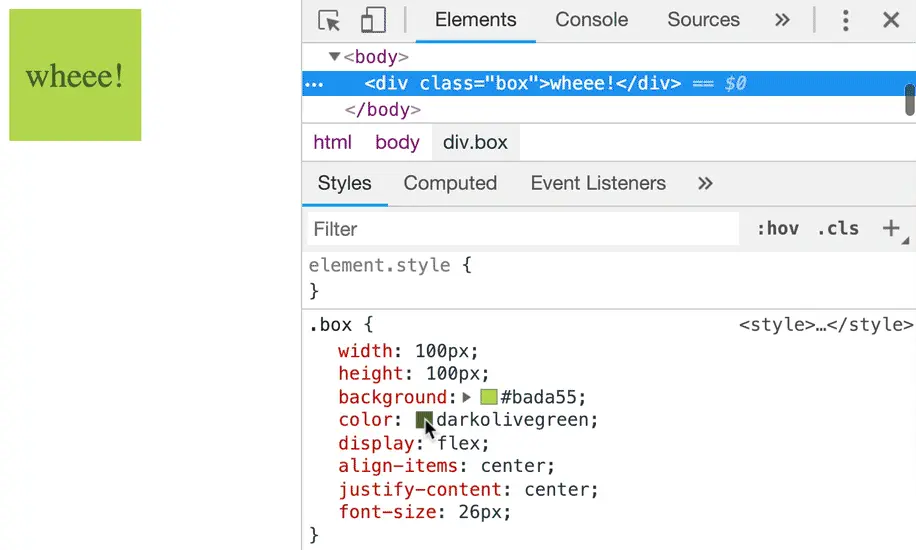 wheee!
Elements Console Sources »
▼<body>
… <div class="box">wheee!</div> == $0
</body>
html body div.box
Styles Computed Event Listeners »
Filter :hov .cls +
element.style {
}
.box { <style>…</style>
width: 100px;
height: 100px;
background:▶ #bada55;
color: darkolivegreen;
display: flex;
align-items: center;
justify-content: center;
font-size: 26px;
}